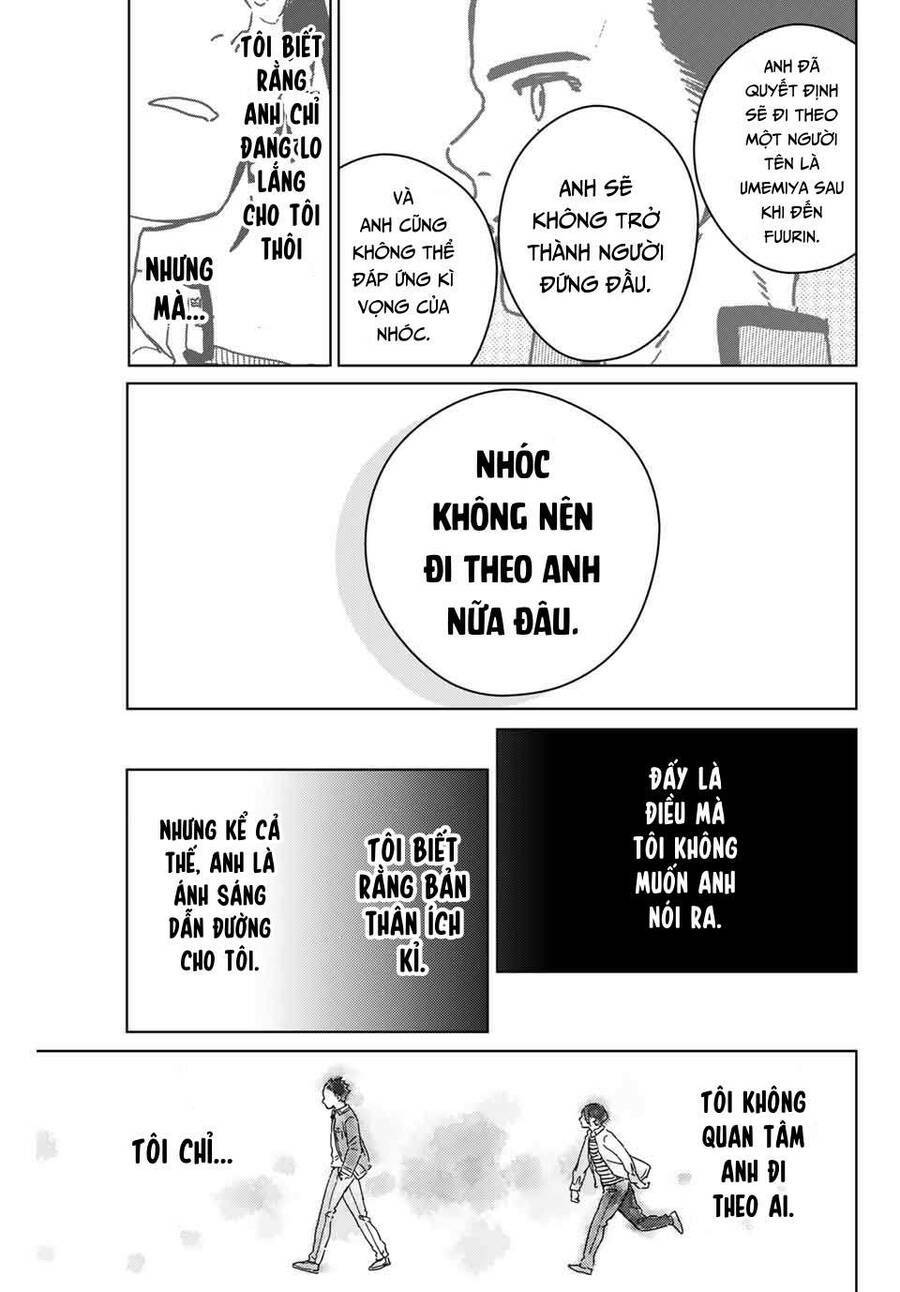 ANH ĐÃ
QUYẾT ĐỊNH
SẼ ĐI THEO
MỘT NGƯỜI
TÊN LÀ
UMEMIYA SAU
KHI ĐẾN
FUURIN.
ANH SẼ
KHÔNG TRỞ
THÀNH NGƯỜI
ĐỨNG ĐẦU.
VÀ
ANH CŨNG
KHÔNG THỂ
ĐÁP ỨNG KÌ
VỌNG CỦA
NHÓC.
TÔI BIẾT
RẰNG
ANH CHỈ
ĐANG LO
LẮNG
CHO TÔI
THÔI
NHƯNG
MÀ...
NHÓC
KHÔNG NÊN
ĐI THEO ANH
NỮA ĐÂU.
ĐẤY LÀ
ĐIỀU MÀ
TÔI KHÔNG
MUỐN ANH
NÓI RA.
TÔI BIẾT
RẰNG BẢN
THÂN ÍCH
KỈ.
NHƯNG KỂ CẢ
THẾ, ANH LÀ
ÁNH SÁNG
DẪN ĐƯỜNG
CHO TÔI.
TÔI KHÔNG
QUAN TÂM
ANH ĐI
THEO AI.
TÔI CHỈ...